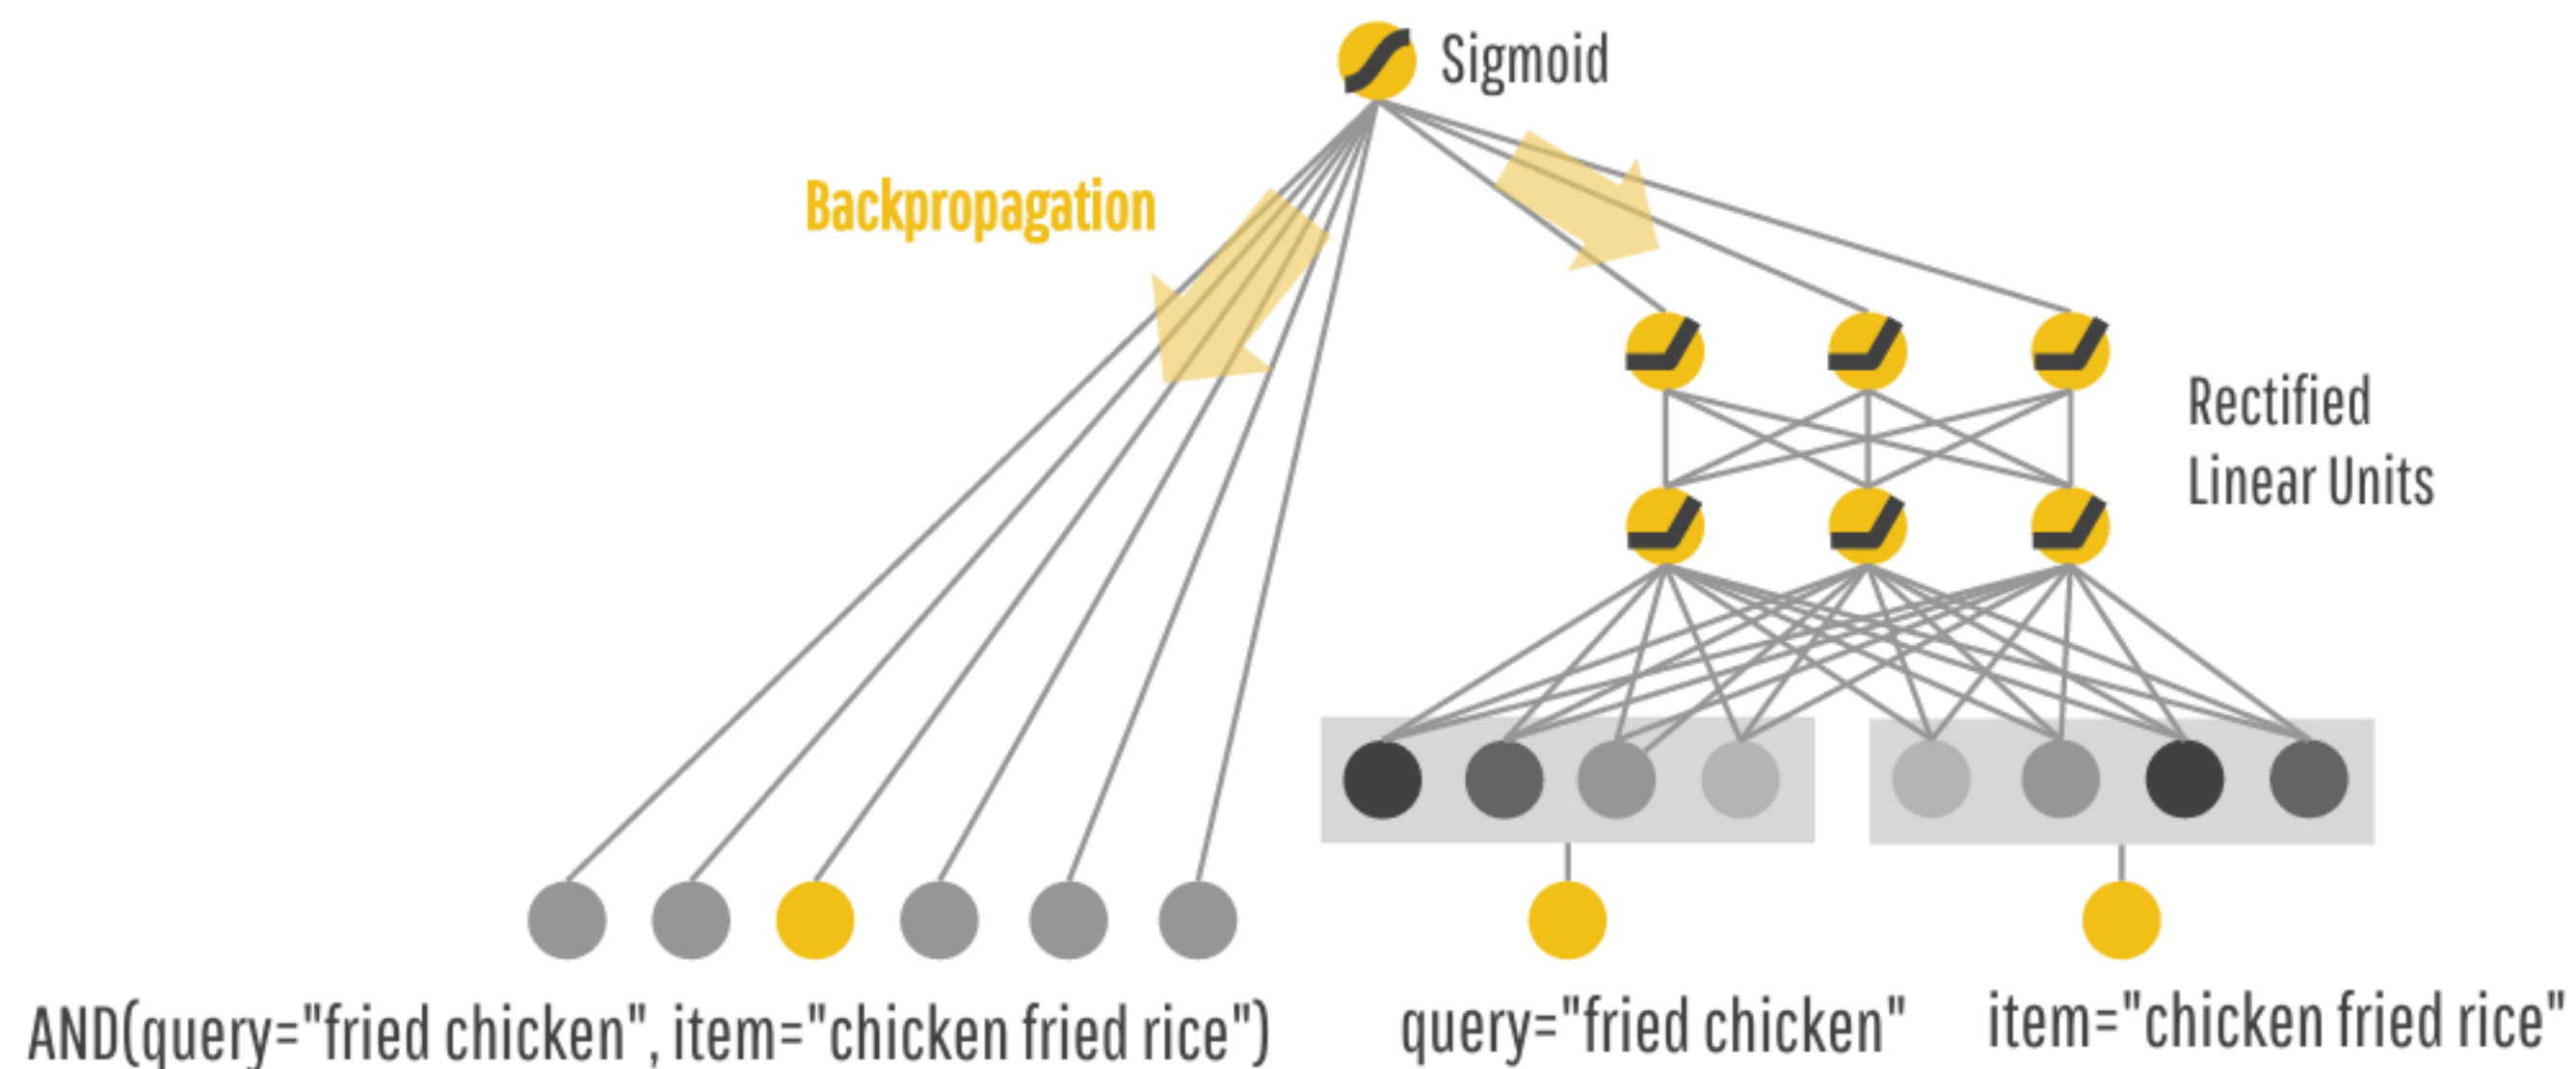 Sigmoid
Backpropagation
Rectified
Linear Units
AND(query="fried chicken", item="chicken fried rice")
query="fried chicken"
item="chicken fried rice"